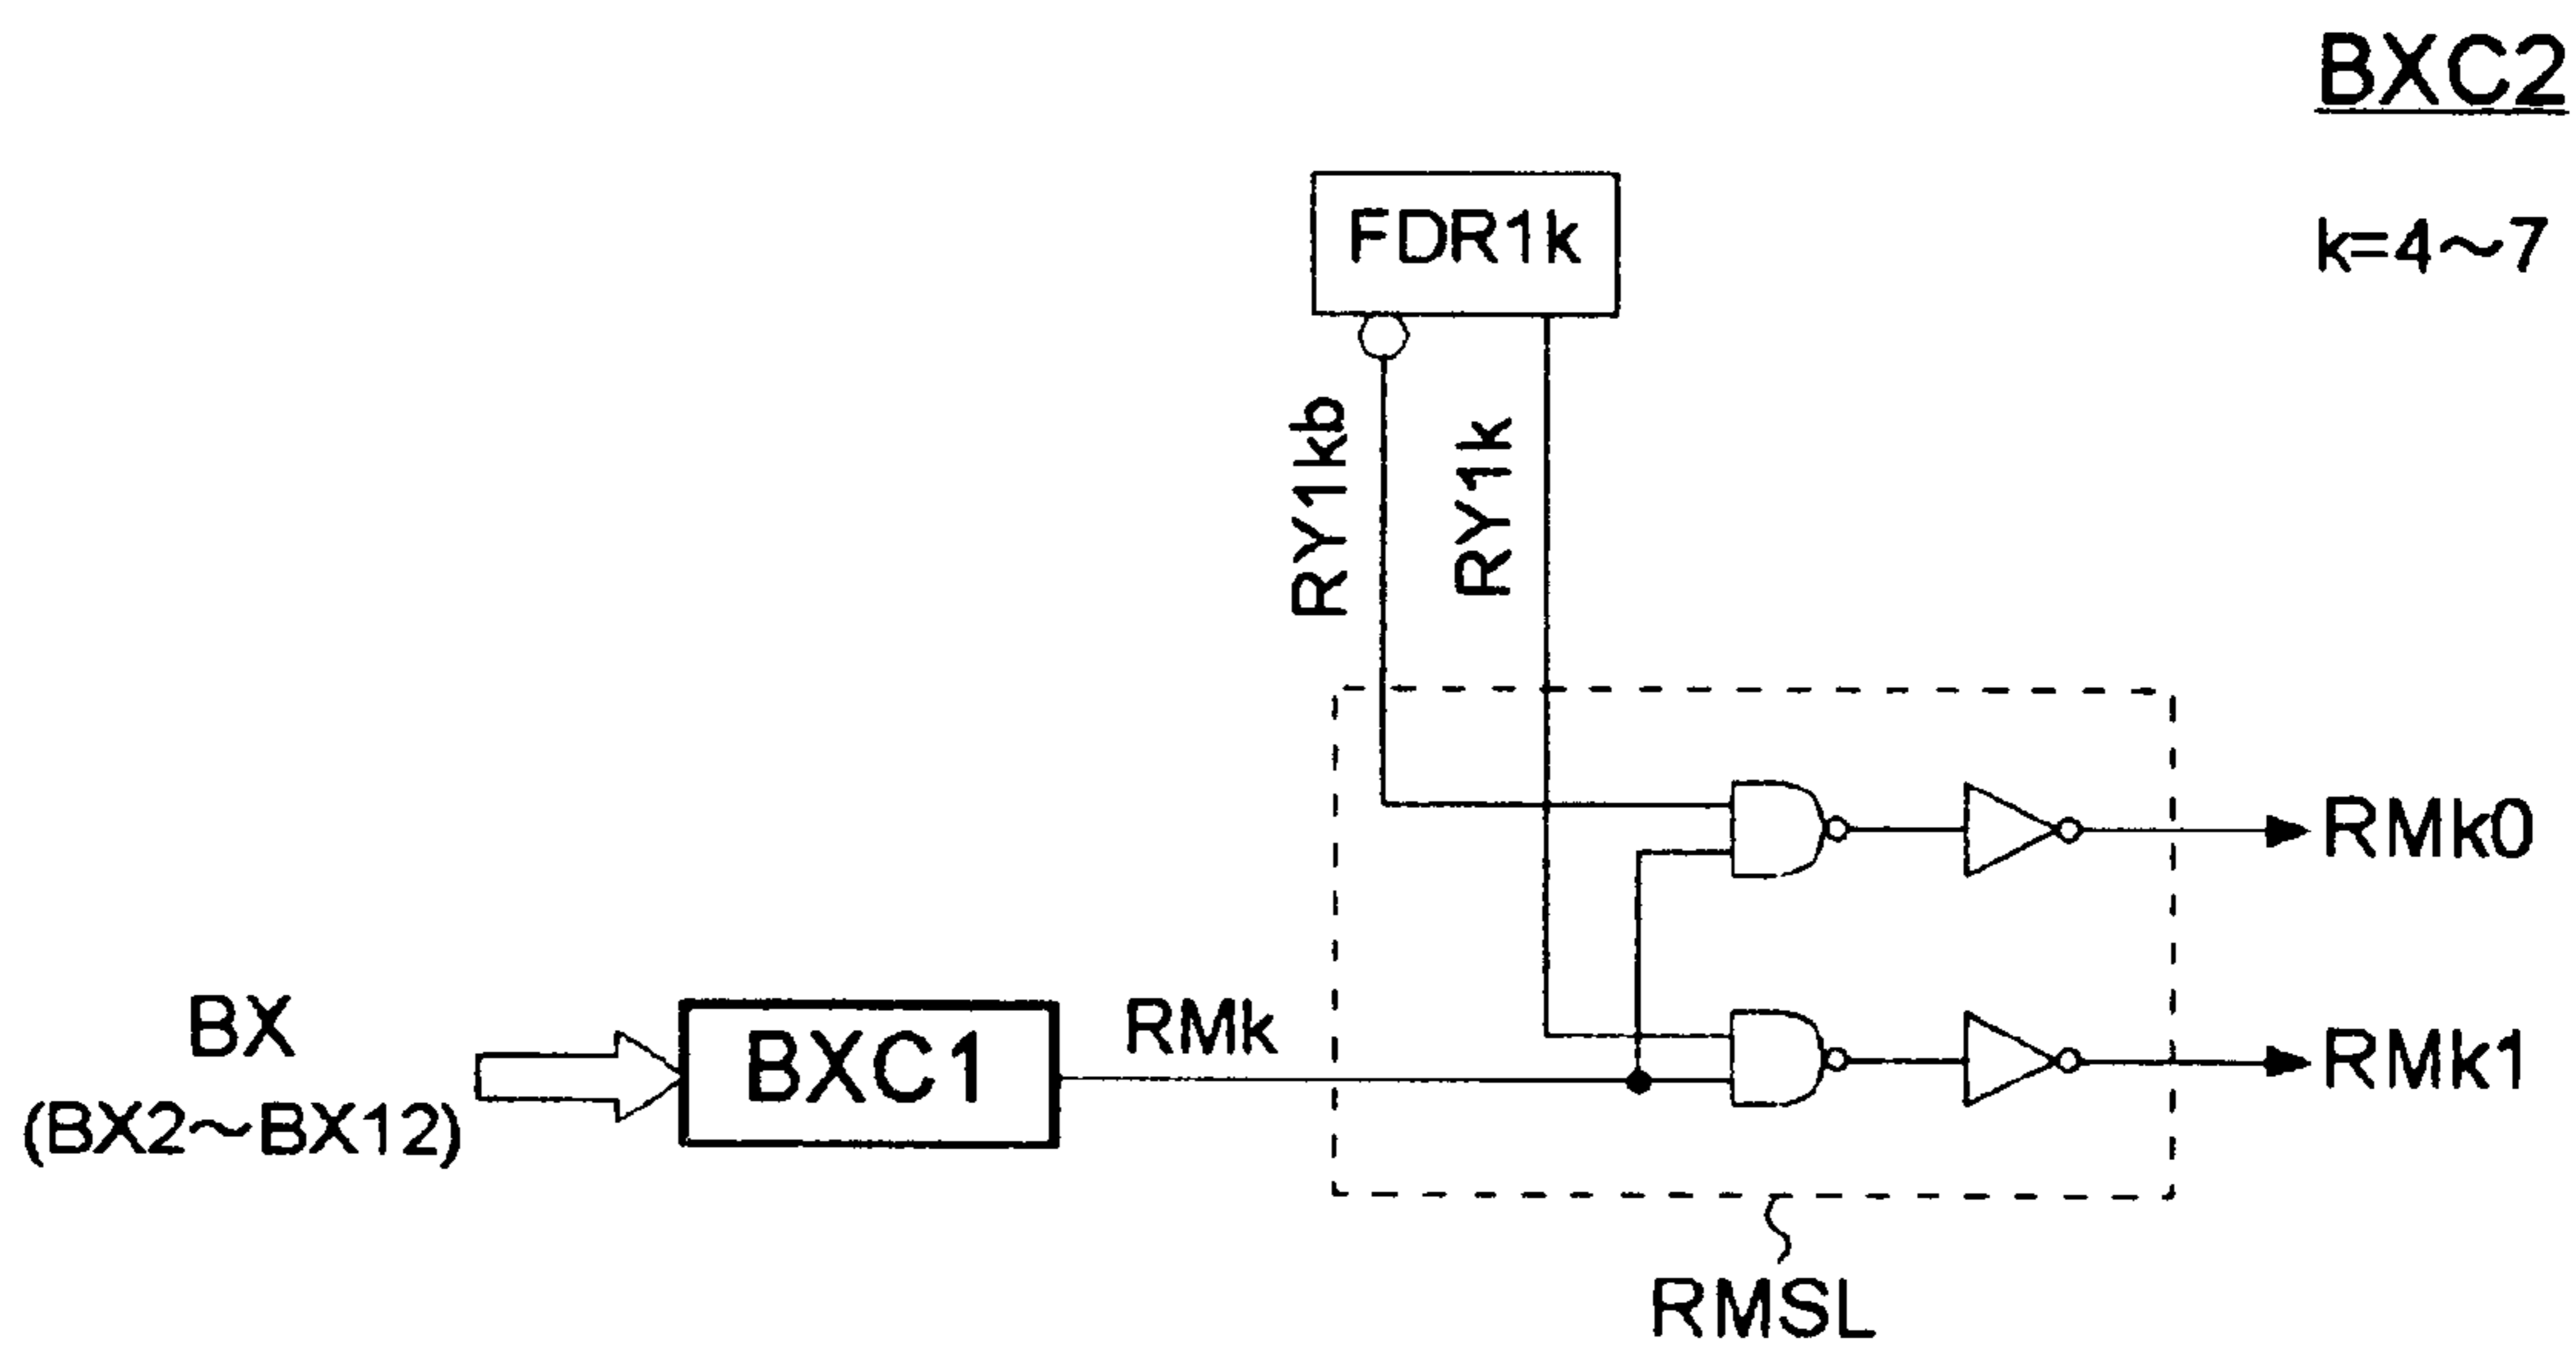 BXC2
k=4～7
FDR1k
RY1kb
RY1k
RMk0
BX
(BX2～BX12)
BXC1
RMk
RMk1
RMSL